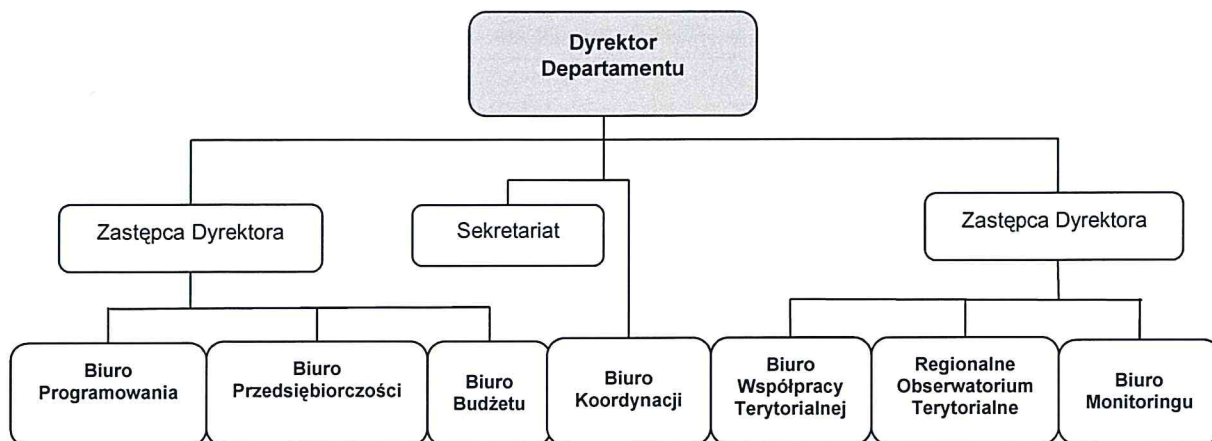 Dyrektor
Departamentu
Zastępca Dyrektora
Sekretariat
Zastępca Dyrektora
Biuro
Programowania
Biuro
Przedsiębiorczości
Biuro
Budżetu
Biuro
Koordynacji
Biuro
Współpracy
Terytorialnej
Regionalne
Obserwatorium
Terytorialne
Biuro
Monitoringu